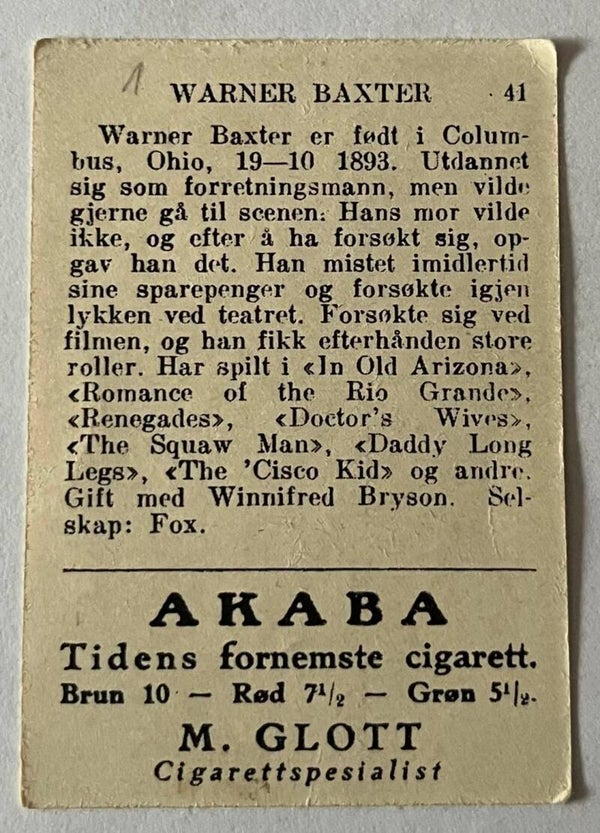 1
WARNER BAXTER 41
Warner Baxter er født i Colum-
bus, Ohio, 19—10 1893. Utdannet
sig som forretningsmann, men vilde
gjerne gå til scenen. Hans mor vilde
ikke, og efter å ha forsøkt sig, op-
gav han det. Han mistet imidlertid
sine sparepenger og forsøkte igjen
lykken ved teatret. Forsøkte sig ved
filmen, og han fikk efterhånden store
roller. Har spilt i «In Old Arizona»,
«Romance of the Rio Grande»,
«Renegades», «Doctor's Wives»,
«The Squaw Man», «Daddy Long
Legs», «The 'Cisco Kid» og andre.
Gift med Winnifred Bryson. Sel-
skap: Fox.
AKABA
Tidens fornemste cigarett.
Brun 10 — Rød 7½ — Grøn 5½.
M. GLOTT
Cigarettspesialist